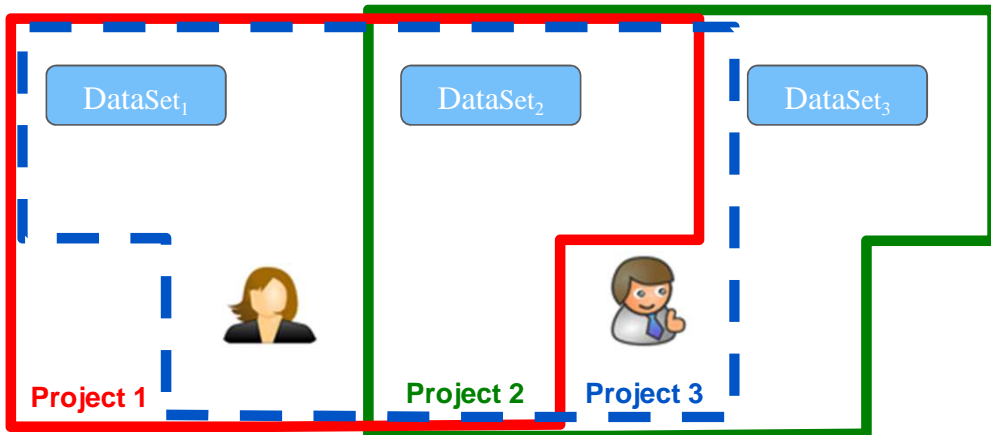 DataSet₁
DataSet₂
DataSet₃
Project 1
Project 2
Project 3